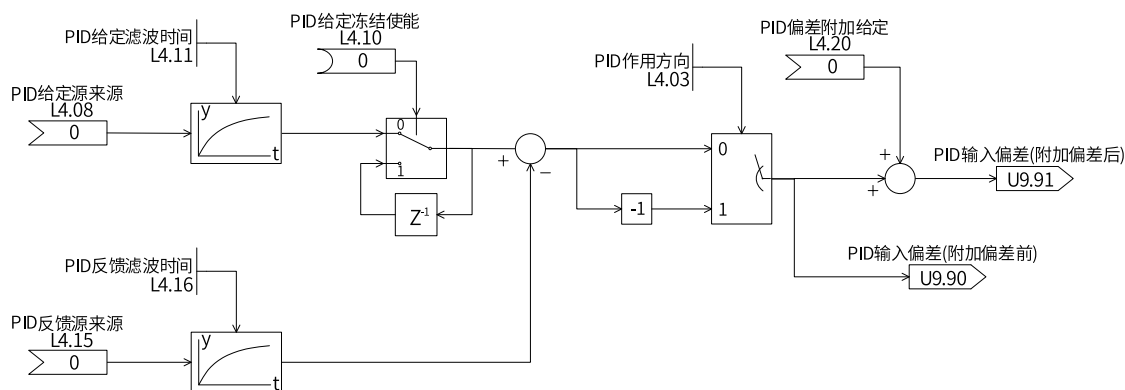 PID给定冻结使能
L4.10
0
PID给定滤波时间
L4.11
PID偏差附加给定
L4.20
0
PID作用方向
L4.03
PID给定源来源
L4.08
0
y
t
0
1
Z-1
+
−
-1
0
1
+
+
PID输入偏差(附加偏差后)
U9.91
PID输入偏差(附加偏差前)
U9.90
PID反馈滤波时间
L4.16
PID反馈源来源
L4.15
0
y
t